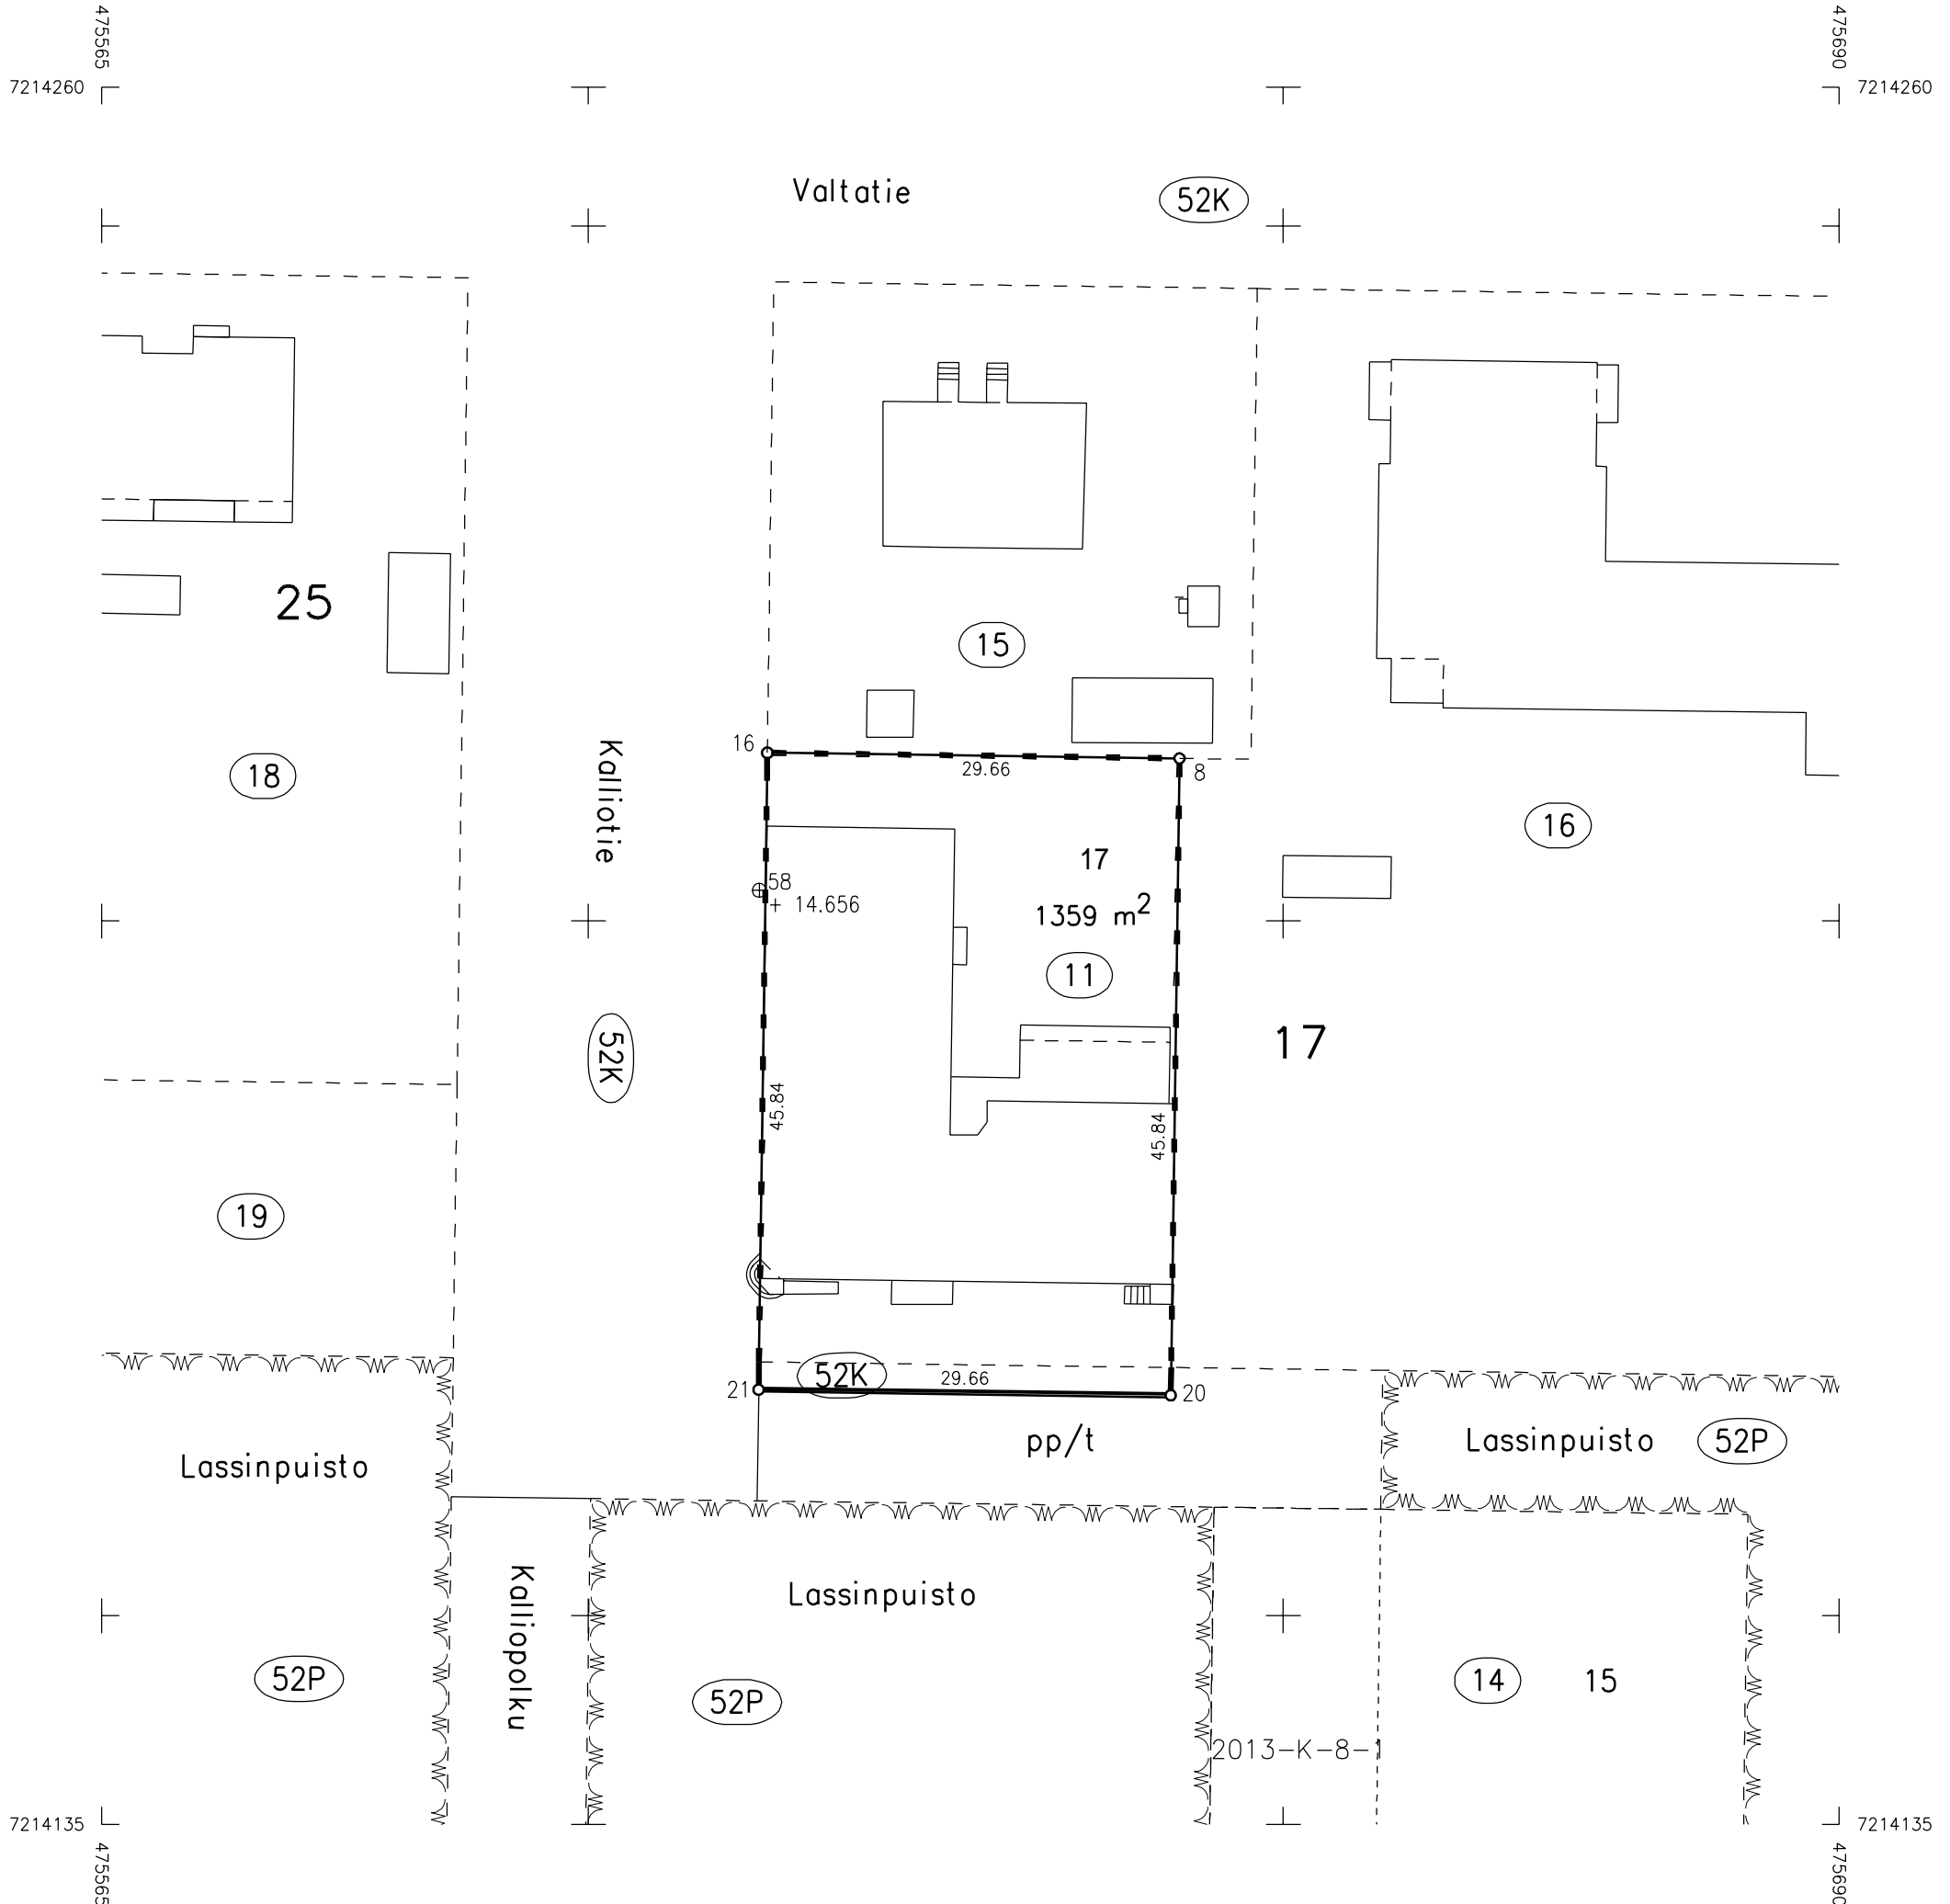 475565
475690
7214260
7214260
Valtatie
52K
25
15
16
29.66
8
18
Kalliotie
16
17
58
+ 14.656
1359 m²
11
52K
17
45.84
45.84
19
52K
29.66
21
20
pp/t
Lassinpuisto
52P
Lassinpuisto
Kalliopolku
Lassinpuisto
52P
52P
14
15
2013-K-8-1
7214135
7214135
475565
475690